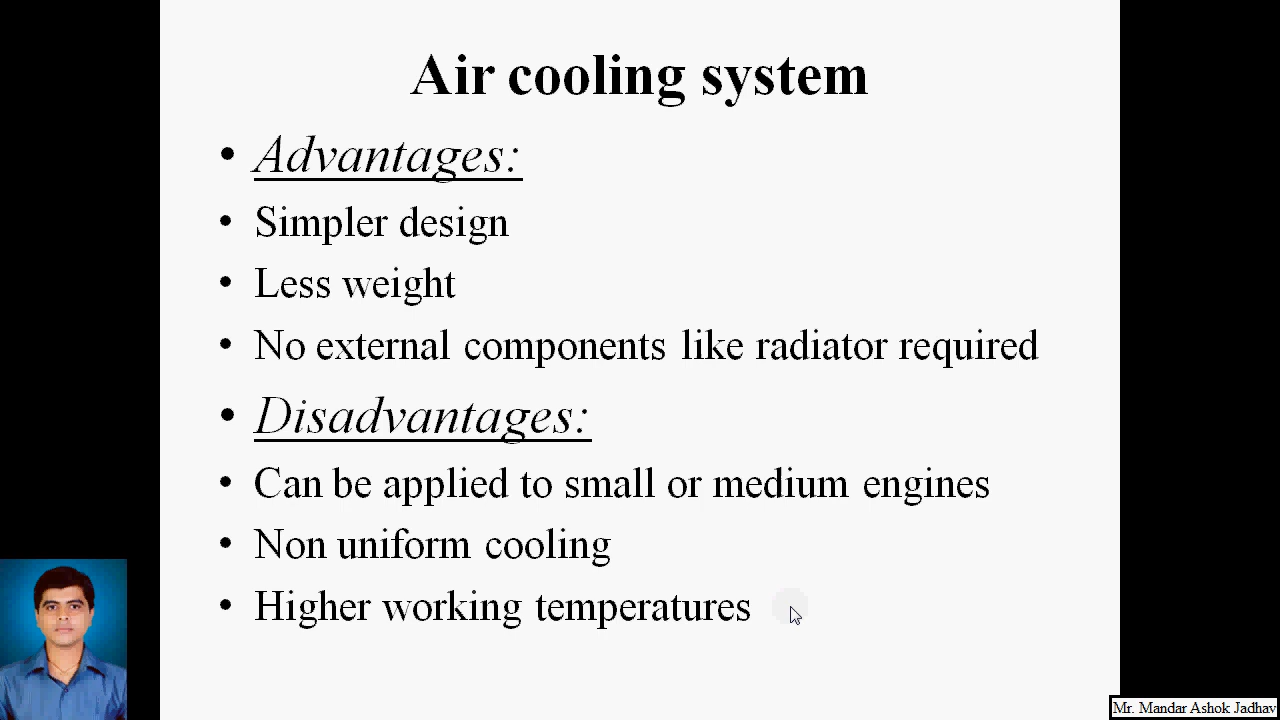 Air cooling system
• Advantages:
• Simpler design
• Less weight
• No external components like radiator required
• Disadvantages:
• Can be applied to small or medium engines
• Non uniform cooling
• Higher working temperatures
Mr. Mandar Ashok Jadhav